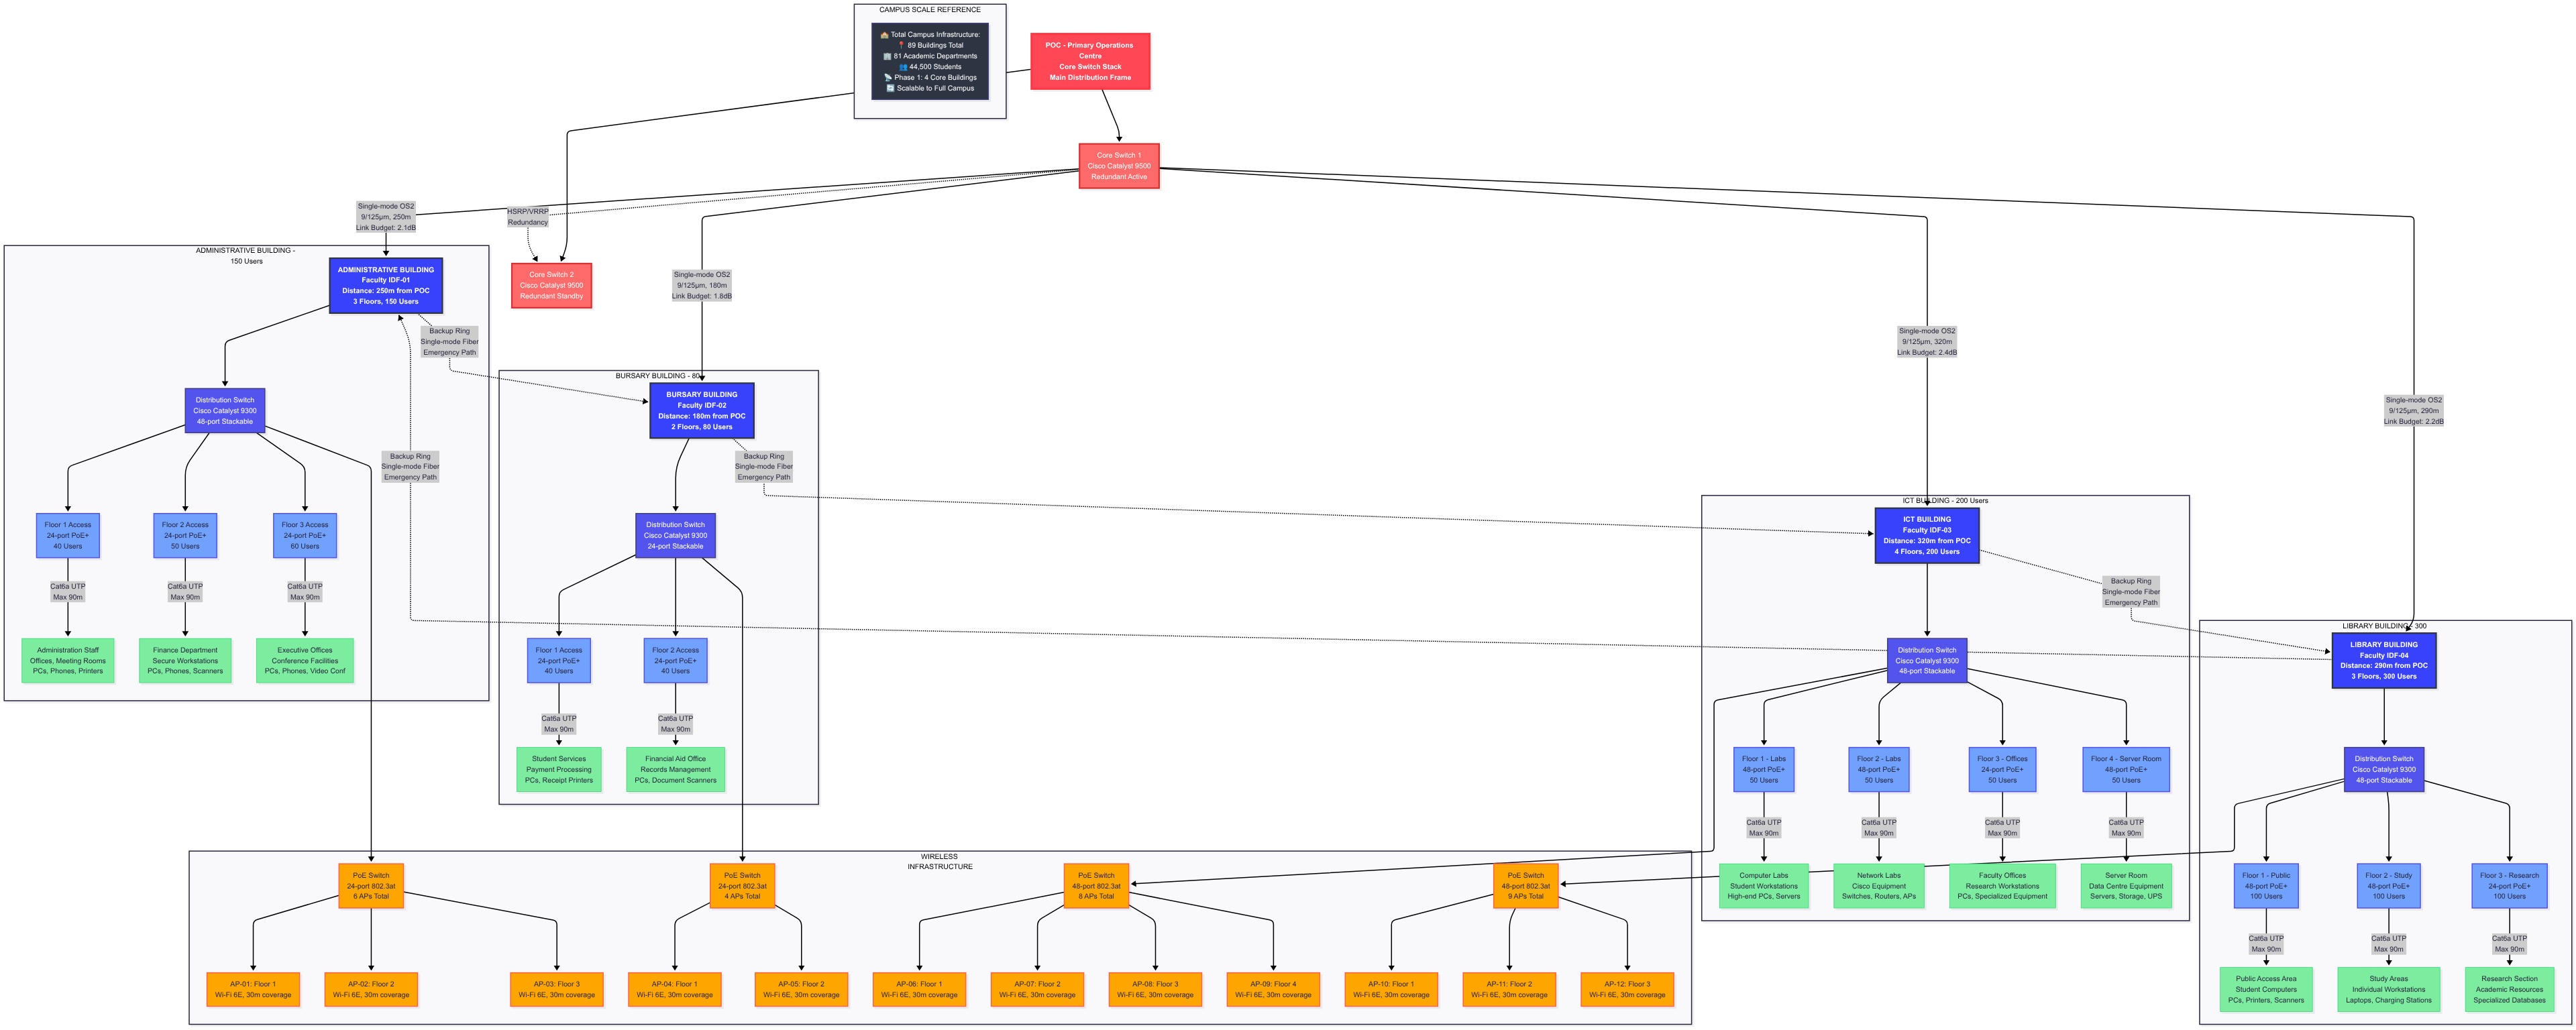 CAMPUS SCALE REFERENCE
🏫 Total Campus Infrastructure:
📍 89 Buildings Total
🏢 81 Academic Departments
👥 44,500 Students
📡 Phase 1: 4 Core Buildings
🔄 Scalable to Full Campus
POC - Primary Operations
Centre
Core Switch Stack
Main Distribution Frame
Core Switch 1
Cisco Catalyst 9500
Redundant Active
Single-mode OS2
9/125µm, 250m
Link Budget: 2.1dB
HSRP/VRRP
Redundancy
Core Switch 2
Cisco Catalyst 9500
Redundant Standby
Single-mode OS2
9/125µm, 180m
Link Budget: 1.8dB
Single-mode OS2
9/125µm, 320m
Link Budget: 2.4dB
Single-mode OS2
9/125µm, 290m
Link Budget: 2.2dB
ADMINISTRATIVE BUILDING -
150 Users
ADMINISTRATIVE BUILDING
Faculty IDF-01
Distance: 250m from POC
3 Floors, 150 Users
Backup Ring
Single-mode Fiber
Emergency Path
Distribution Switch
Cisco Catalyst 9300
48-port Stackable
Backup Ring
Single-mode Fiber
Emergency Path
Floor 1 Access
24-port PoE+
40 Users
Floor 2 Access
24-port PoE+
50 Users
Floor 3 Access
24-port PoE+
60 Users
Cat6a UTP
Max 90m
Cat6a UTP
Max 90m
Cat6a UTP
Max 90m
Administration Staff
Offices, Meeting Rooms
PCs, Phones, Printers
Finance Department
Secure Workstations
PCs, Phones, Scanners
Executive Offices
Conference Facilities
PCs, Phones, Video Conf
BURSARY BUILDING - 80
BURSARY BUILDING
Faculty IDF-02
Distance: 180m from POC
2 Floors, 80 Users
Backup Ring
Single-mode Fiber
Emergency Path
Distribution Switch
Cisco Catalyst 9300
24-port Stackable
Floor 1 Access
24-port PoE+
40 Users
Floor 2 Access
24-port PoE+
40 Users
Cat6a UTP
Max 90m
Cat6a UTP
Max 90m
Student Services
Payment Processing
PCs, Receipt Printers
Financial Aid Office
Records Management
PCs, Document Scanners
ICT BUILDING - 200 Users
ICT BUILDING
Faculty IDF-03
Distance: 320m from POC
4 Floors, 200 Users
Backup Ring
Single-mode Fiber
Emergency Path
Distribution Switch
Cisco Catalyst 9300
48-port Stackable
Floor 1 - Labs
48-port PoE+
50 Users
Floor 2 - Labs
48-port PoE+
50 Users
Floor 3 - Offices
24-port PoE+
50 Users
Floor 4 - Server Room
48-port PoE+
50 Users
Cat6a UTP
Max 90m
Cat6a UTP
Max 90m
Cat6a UTP
Max 90m
Cat6a UTP
Max 90m
Computer Labs
Student Workstations
High-end PCs, Servers
Network Labs
Cisco Equipment
Switches, Routers, APs
Faculty Offices
Research Workstations
PCs, Specialized Equipment
Server Room
Data Centre Equipment
Servers, Storage, UPS
LIBRARY BUILDING - 300
LIBRARY BUILDING
Faculty IDF-04
Distance: 290m from POC
3 Floors, 300 Users
Distribution Switch
Cisco Catalyst 9300
48-port Stackable
Floor 1 - Public
48-port PoE+
100 Users
Floor 2 - Study
48-port PoE+
100 Users
Floor 3 - Research
24-port PoE+
100 Users
Cat6a UTP
Max 90m
Cat6a UTP
Max 90m
Cat6a UTP
Max 90m
Public Access Area
Student Computers
PCs, Printers, Scanners
Study Areas
Individual Workstations
Laptops, Charging Stations
Research Section
Academic Resources
Specialized Databases
WIRELESS
INFRASTRUCTURE
PoE Switch
24-port 802.3at
6 APs Total
PoE Switch
24-port 802.3at
4 APs Total
PoE Switch
48-port 802.3at
8 APs Total
PoE Switch
48-port 802.3at
9 APs Total
AP-01: Floor 1
Wi-Fi 6E, 30m coverage
AP-02: Floor 2
Wi-Fi 6E, 30m coverage
AP-03: Floor 3
Wi-Fi 6E, 30m coverage
AP-04: Floor 1
Wi-Fi 6E, 30m coverage
AP-05: Floor 2
Wi-Fi 6E, 30m coverage
AP-06: Floor 1
Wi-Fi 6E, 30m coverage
AP-07: Floor 2
Wi-Fi 6E, 30m coverage
AP-08: Floor 3
Wi-Fi 6E, 30m coverage
AP-09: Floor 4
Wi-Fi 6E, 30m coverage
AP-10: Floor 1
Wi-Fi 6E, 30m coverage
AP-11: Floor 2
Wi-Fi 6E, 30m coverage
AP-12: Floor 3
Wi-Fi 6E, 30m coverage